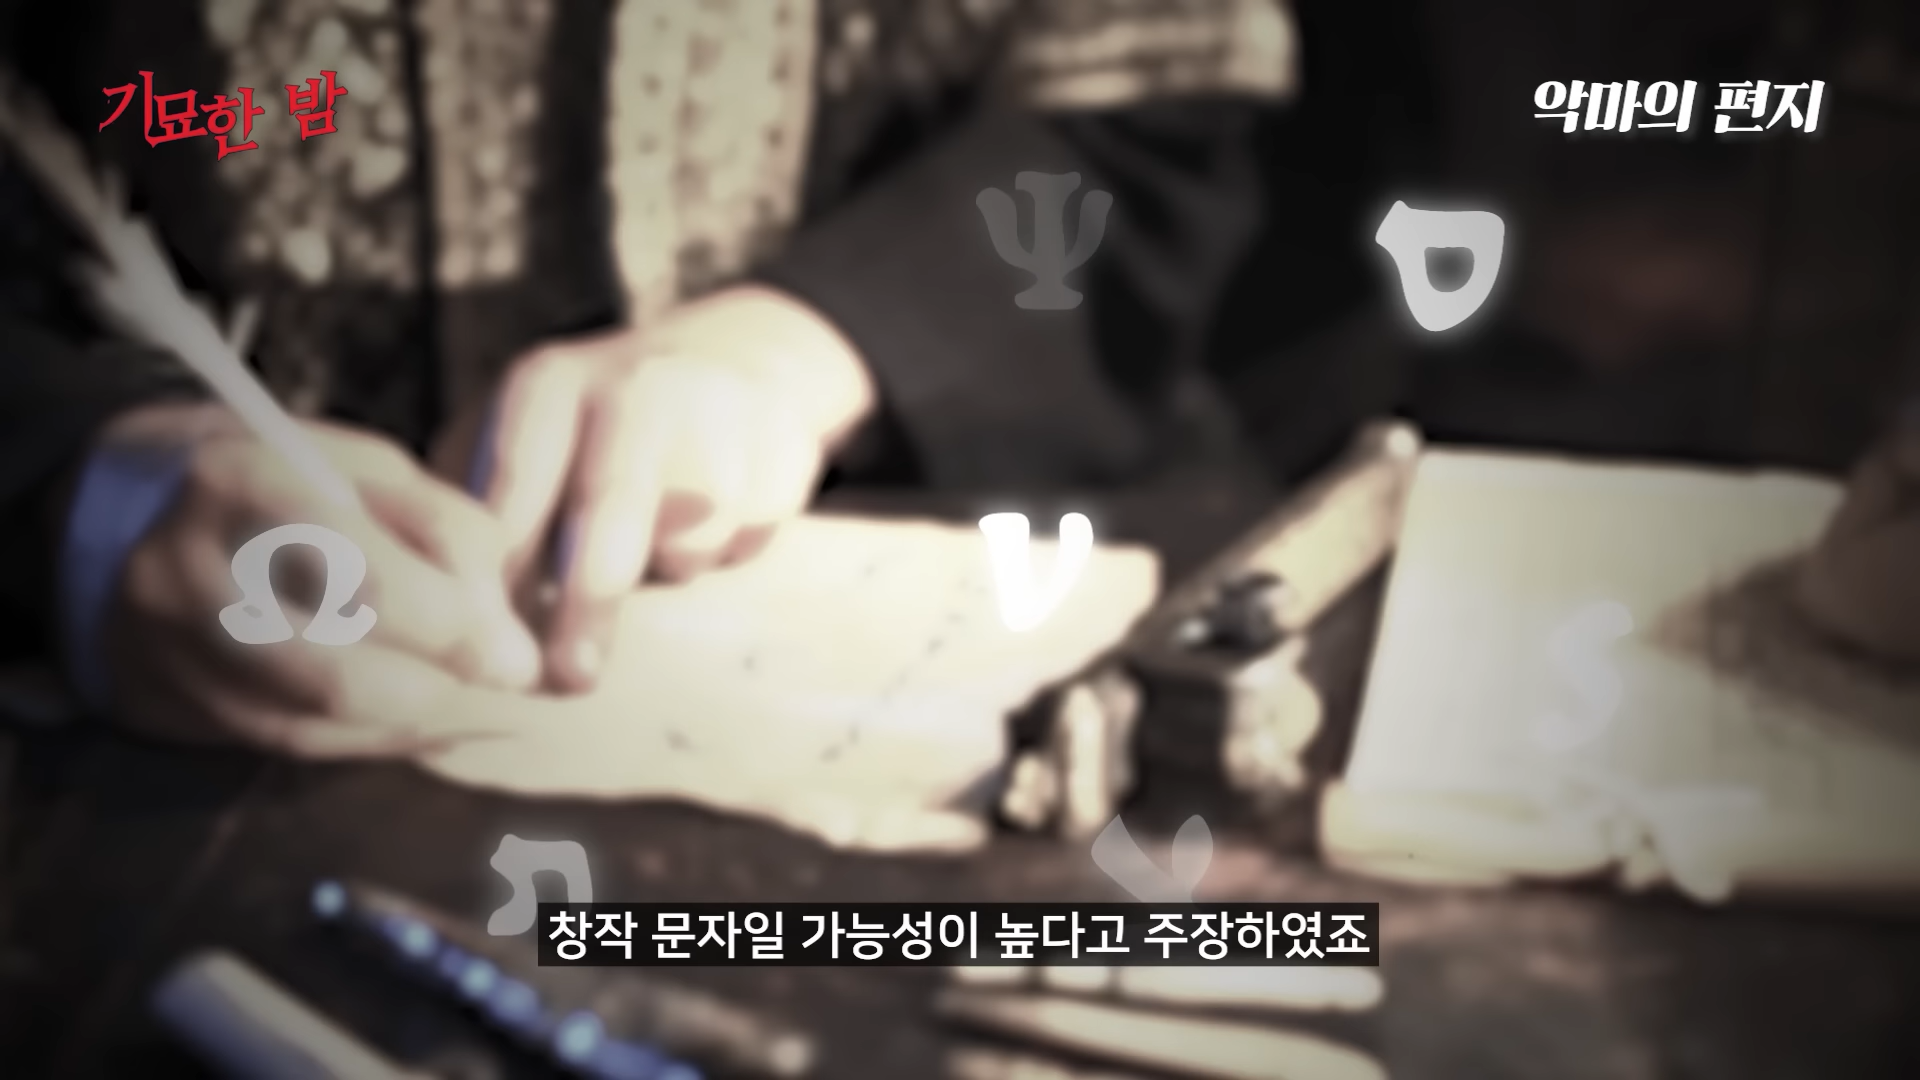 기묘한 밤
악마의 편지
Ψ
ס
Ω
ע
ת
창작 문자일 가능성이 높다고 주장하였죠